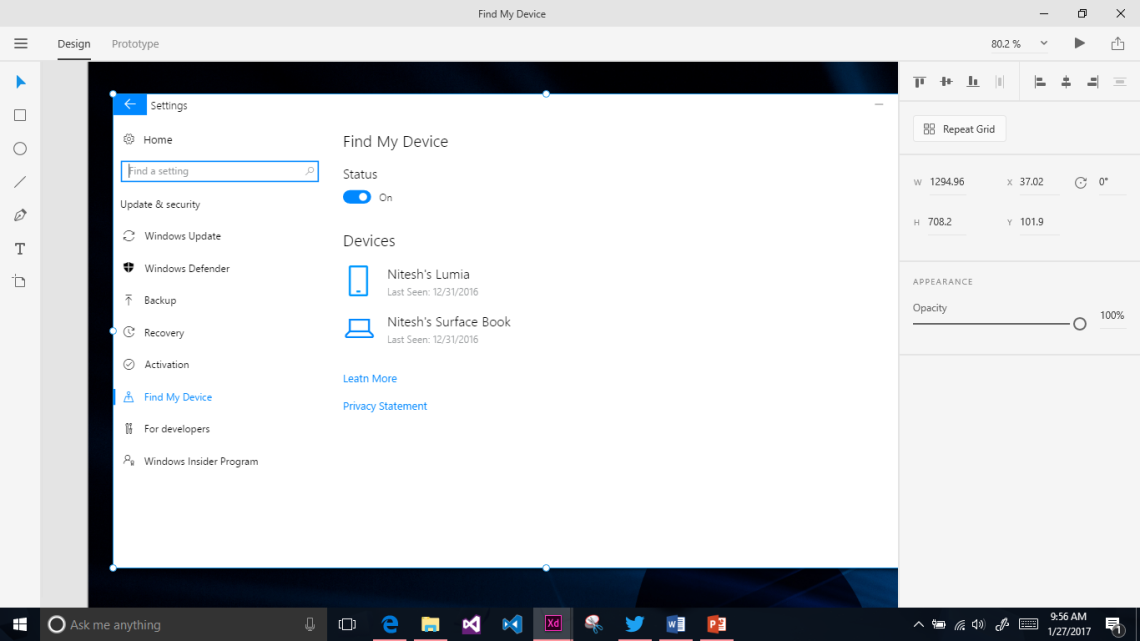 Find My Device
Design Prototype 80.2 %
Settings
Home
Find a setting
Update & security
Windows Update
Windows Defender
Backup
Recovery
Activation
Find My Device
For developers
Windows Insider Program
Find My Device
Status
On
Devices
Nitesh's Lumia
Last Seen: 12/31/2016
Nitesh's Surface Book
Last Seen: 12/31/2016
Leatn More
Privacy Statement
Repeat Grid
W 1294.96 X 37.02 0°
H 708.2 Y 101.9
APPEARANCE
Opacity
100%
Ask me anything
Xd
9:56 AM
1/27/2017
1